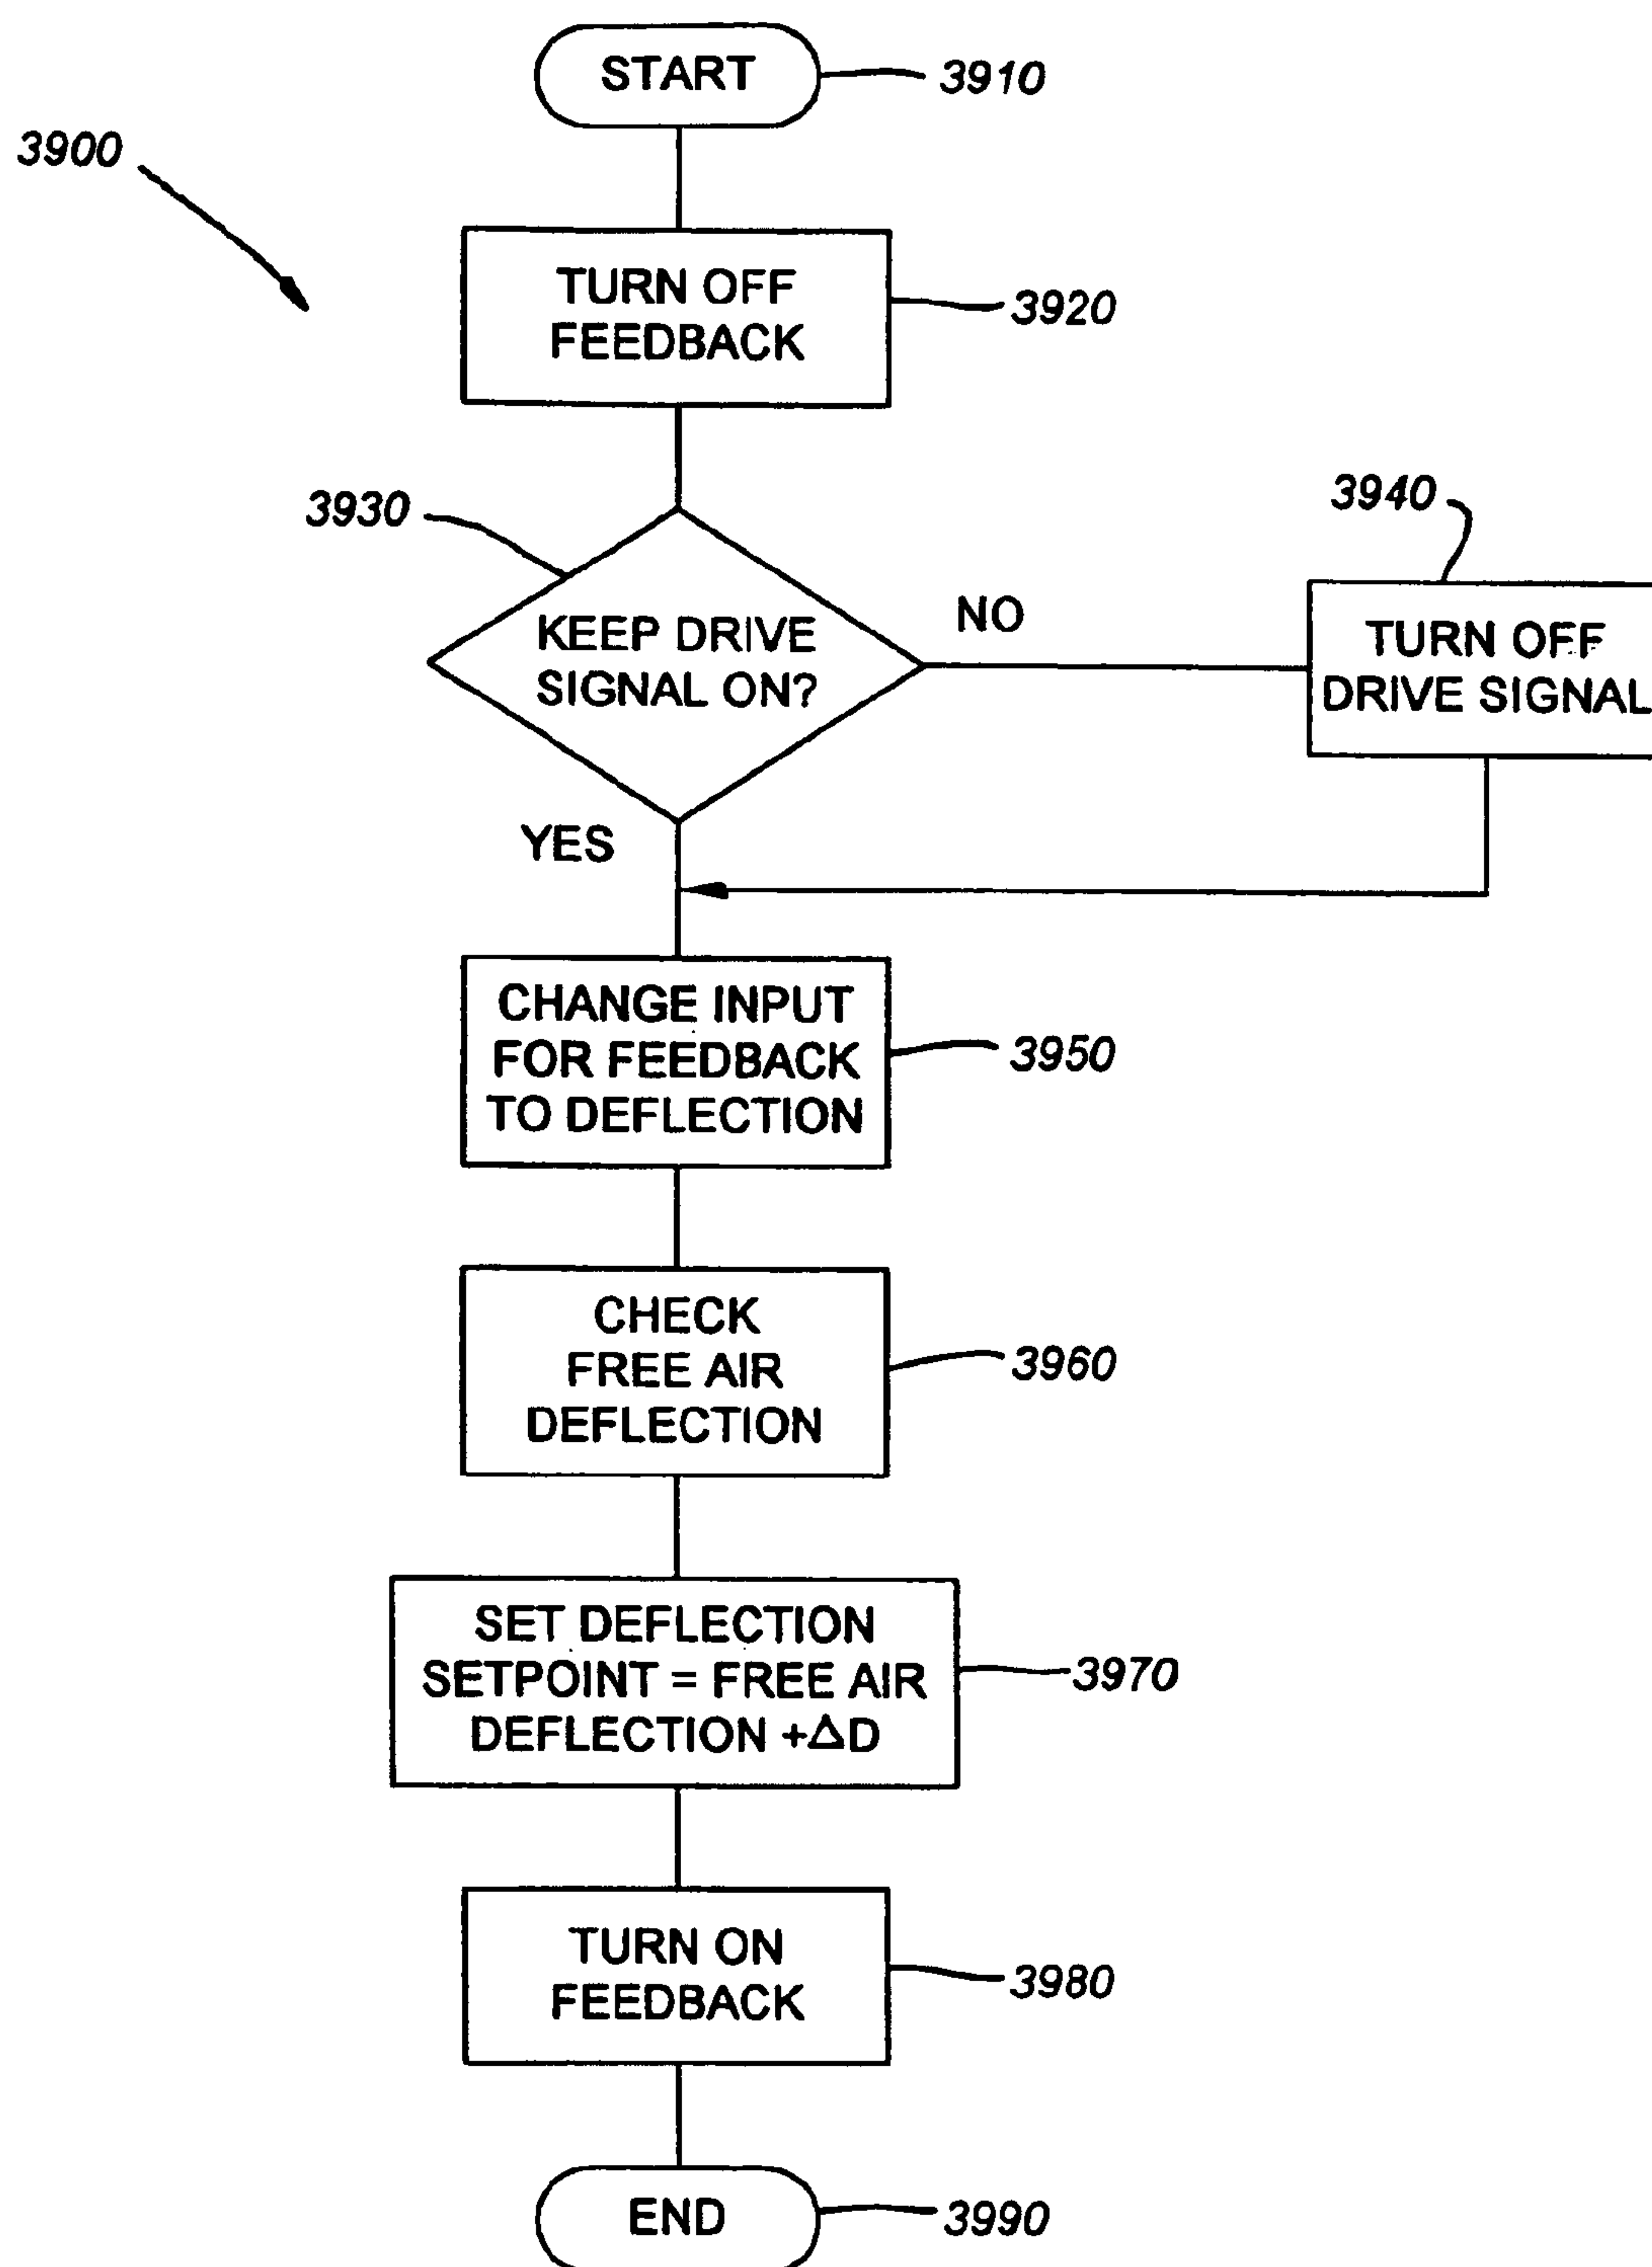 START
3910
3900
TURN OFF
FEEDBACK
3920
3930
KEEP DRIVE
SIGNAL ON?
NO
3940
TURN OFF
DRIVE SIGNAL
YES
CHANGE INPUT
FOR FEEDBACK
TO DEFLECTION
3950
CHECK
FREE AIR
DEFLECTION
3960
SET DEFLECTION
SETPOINT = FREE AIR
DEFLECTION +ΔD
3970
TURN ON
FEEDBACK
3980
END
3990